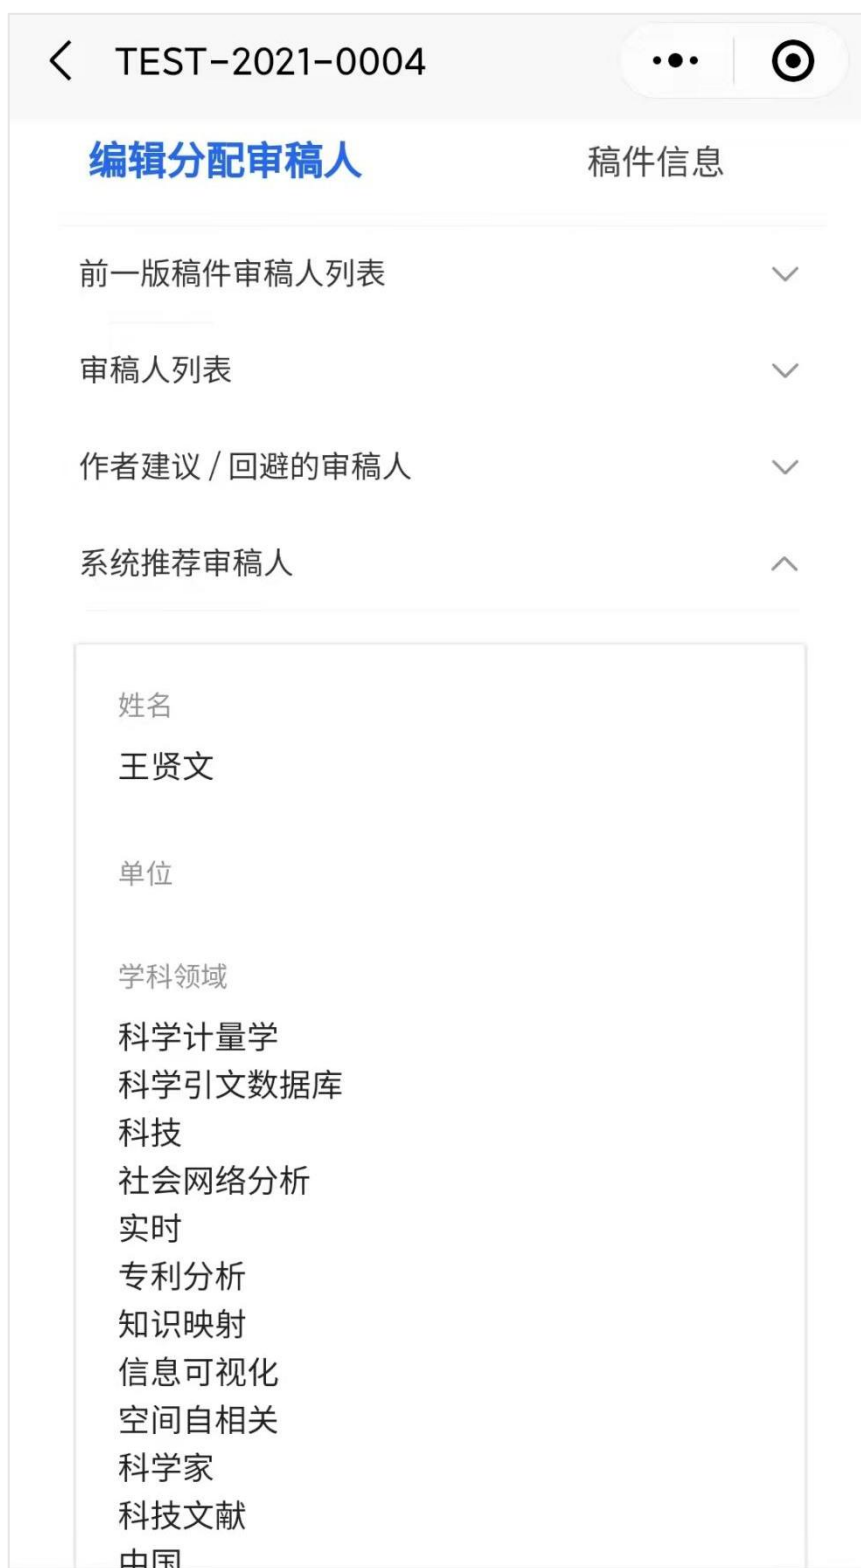 TEST-2021-0004
编辑分配审稿人 稿件信息
前一版稿件审稿人列表
审稿人列表
作者建议 / 回避的审稿人
系统推荐审稿人
姓名
王贤文
单位
学科领域
科学计量学
科学引文数据库
科技
社会网络分析
实时
专利分析
知识映射
信息可视化
空间自相关
科学家
科技文献
中国